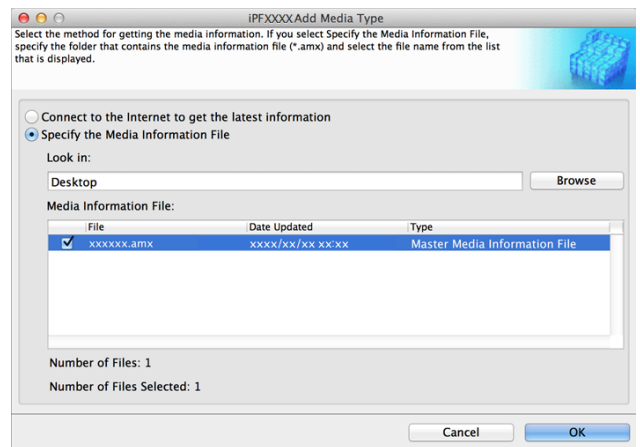 iPFXXXX Add Media Type
Select the method for getting the media information. If you select Specify the Media Information File,
specify the folder that contains the media information file (*.amx) and select the file name from the list
that is displayed.
Connect to the Internet to get the latest information
Specify the Media Information File
Look in:
Desktop Browse
Media Information File:
File Date Updated Type
xxxxxx.amx xxxx/xx/xx xx:xx Master Media Information File
Number of Files: 1
Number of Files Selected: 1
Cancel OK